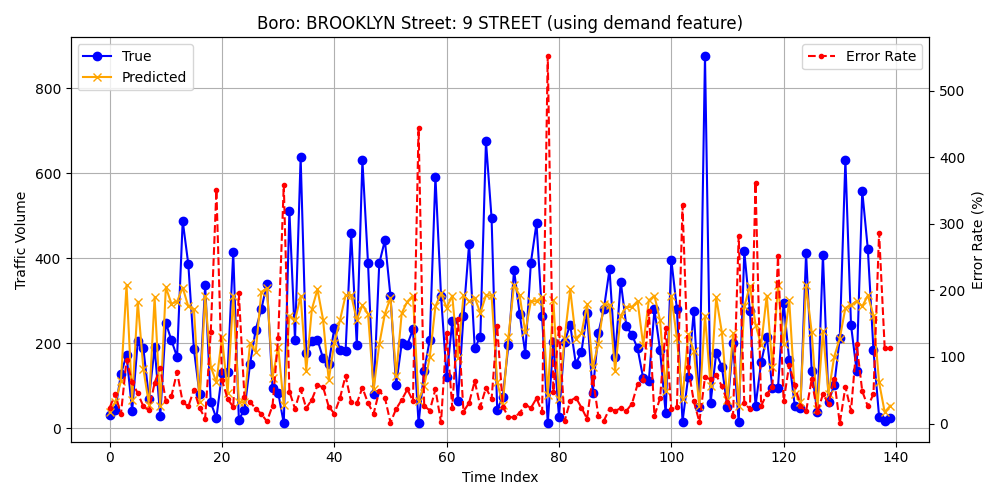 Boro: BROOKLYN Street: 9 STREET (using demand feature)
True
Predicted
Error Rate
Traffic Volume
800
600
400
200
0
500
400
300
200
100
0
Error Rate (%)
0 20 40 60 80 100 120 140
Time Index